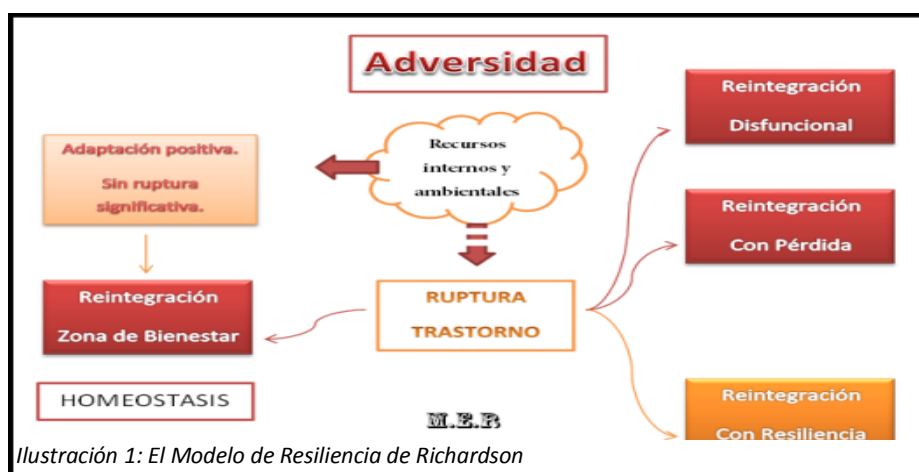 Adversidad
Recursos
internos y
ambientales
Adaptación positiva.
Sin ruptura
significativa.
Reintegración
Zona de Bienestar
HOMEOSTASIS
RUPTURA
TRASTORNO
M.E.R
Reintegración
Disfuncional
Reintegración
Con Pérdida
Reintegración
Con Resiliencia
Ilustración 1: El Modelo de Resiliencia de Richardson